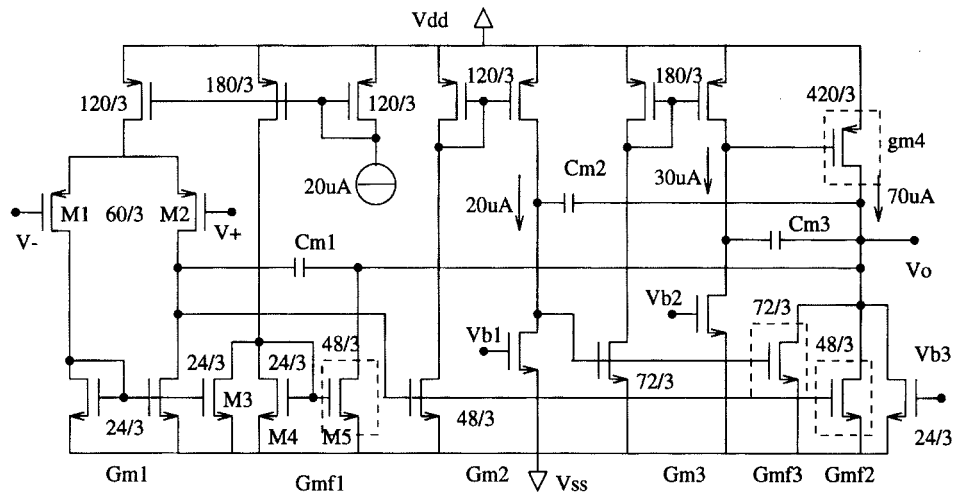 Vdd
120/3
180/3
120/3
120/3
180/3
420/3
gm4
20uA
20uA
Cm2
30uA
70uA
M1
60/3
M2
V-
V+
Cm1
Cm3
Vo
Vb2
Vb1
72/3
48/3
Vb3
24/3
24/3
48/3
24/3
M3
M4
M5
48/3
72/3
24/3
Gm1
Gmf1
Gm2
Vss
Gm3
Gmf3
Gmf2